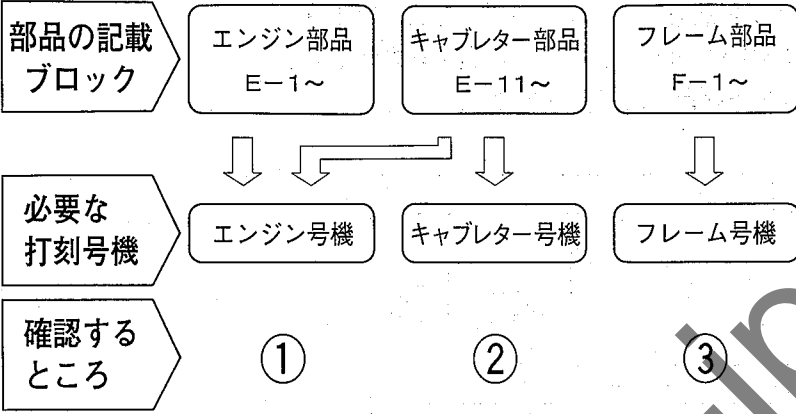 部品の記載
ブロック
エンジン部品
E－1～
キャブレター部品
E－11～
フレーム部品
F－1～
必要な
打刻号機
エンジン号機
キャブレター号機
フレーム号機
確認する
ところ
①
②
③